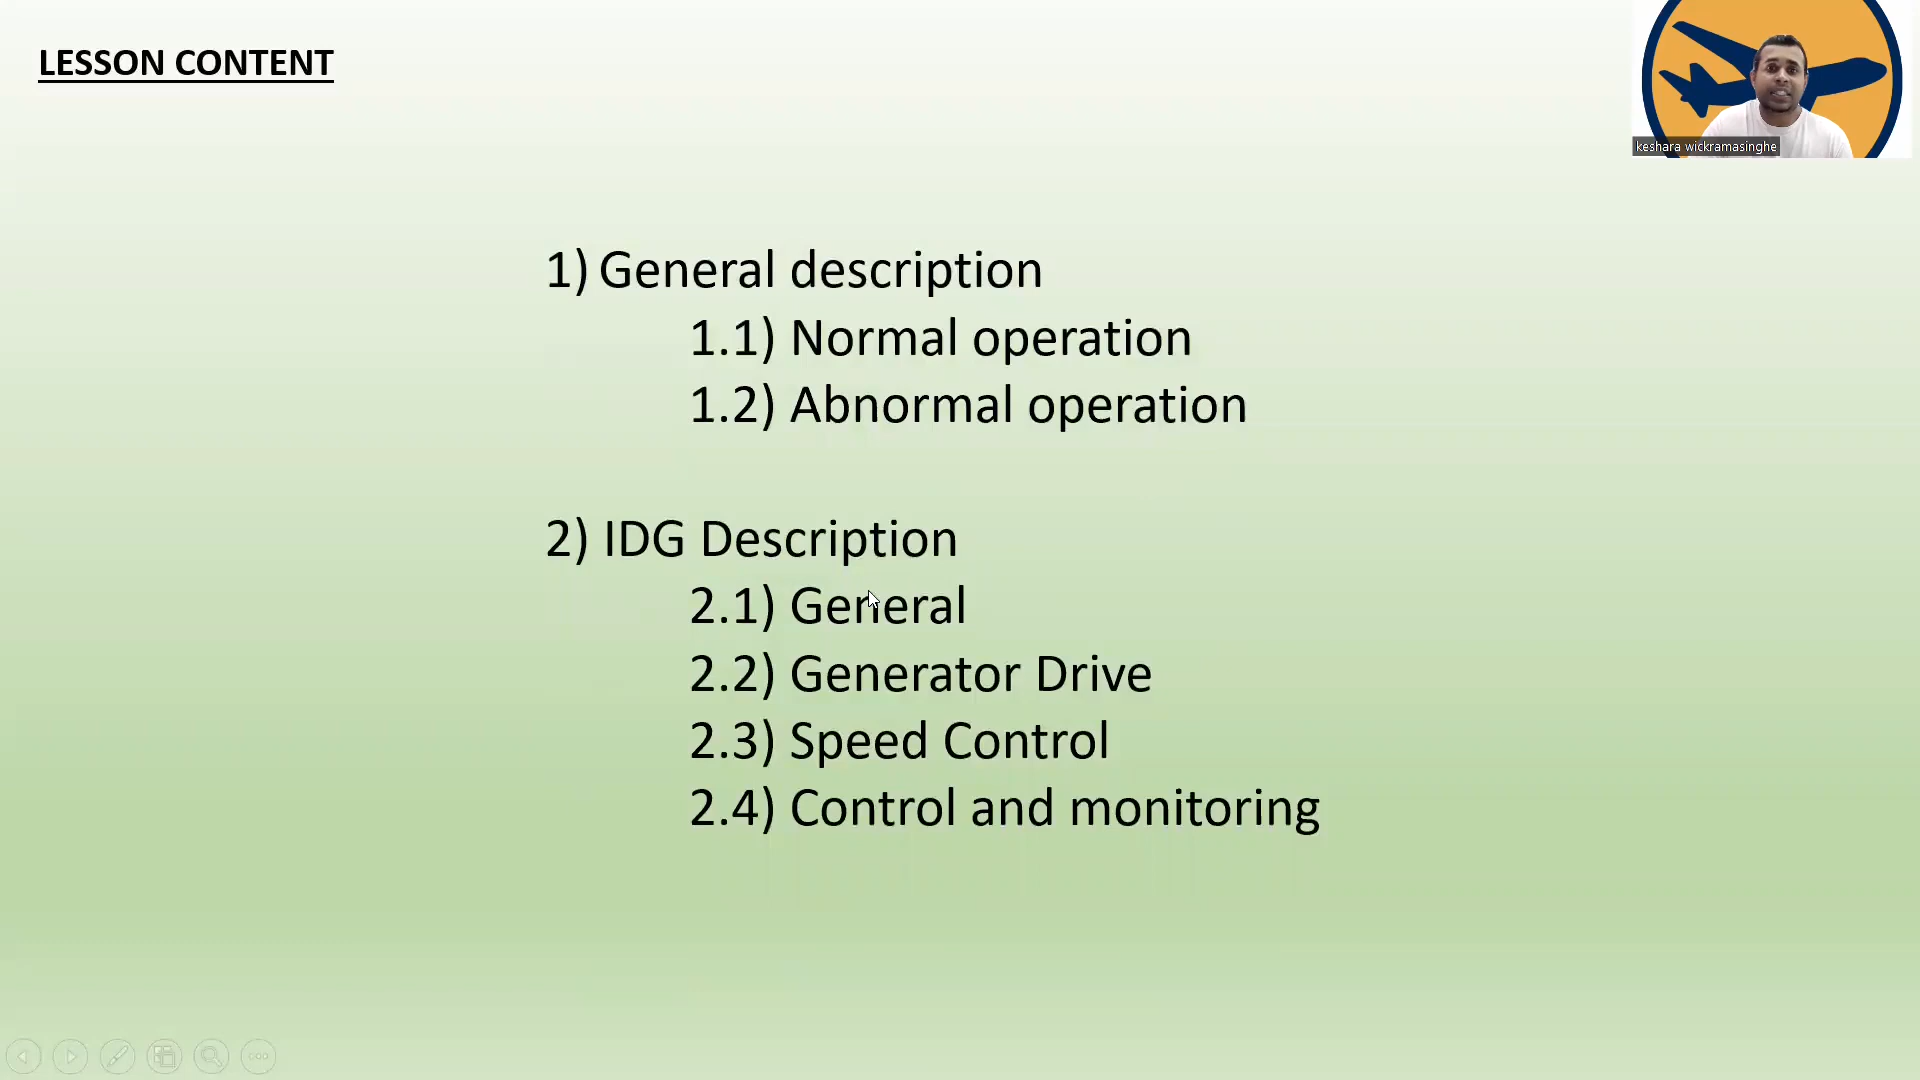 LESSON CONTENT
keshara wickramasinghe
1) General description
1.1) Normal operation
1.2) Abnormal operation
2) IDG Description
2.1) General
2.2) Generator Drive
2.3) Speed Control
2.4) Control and monitoring